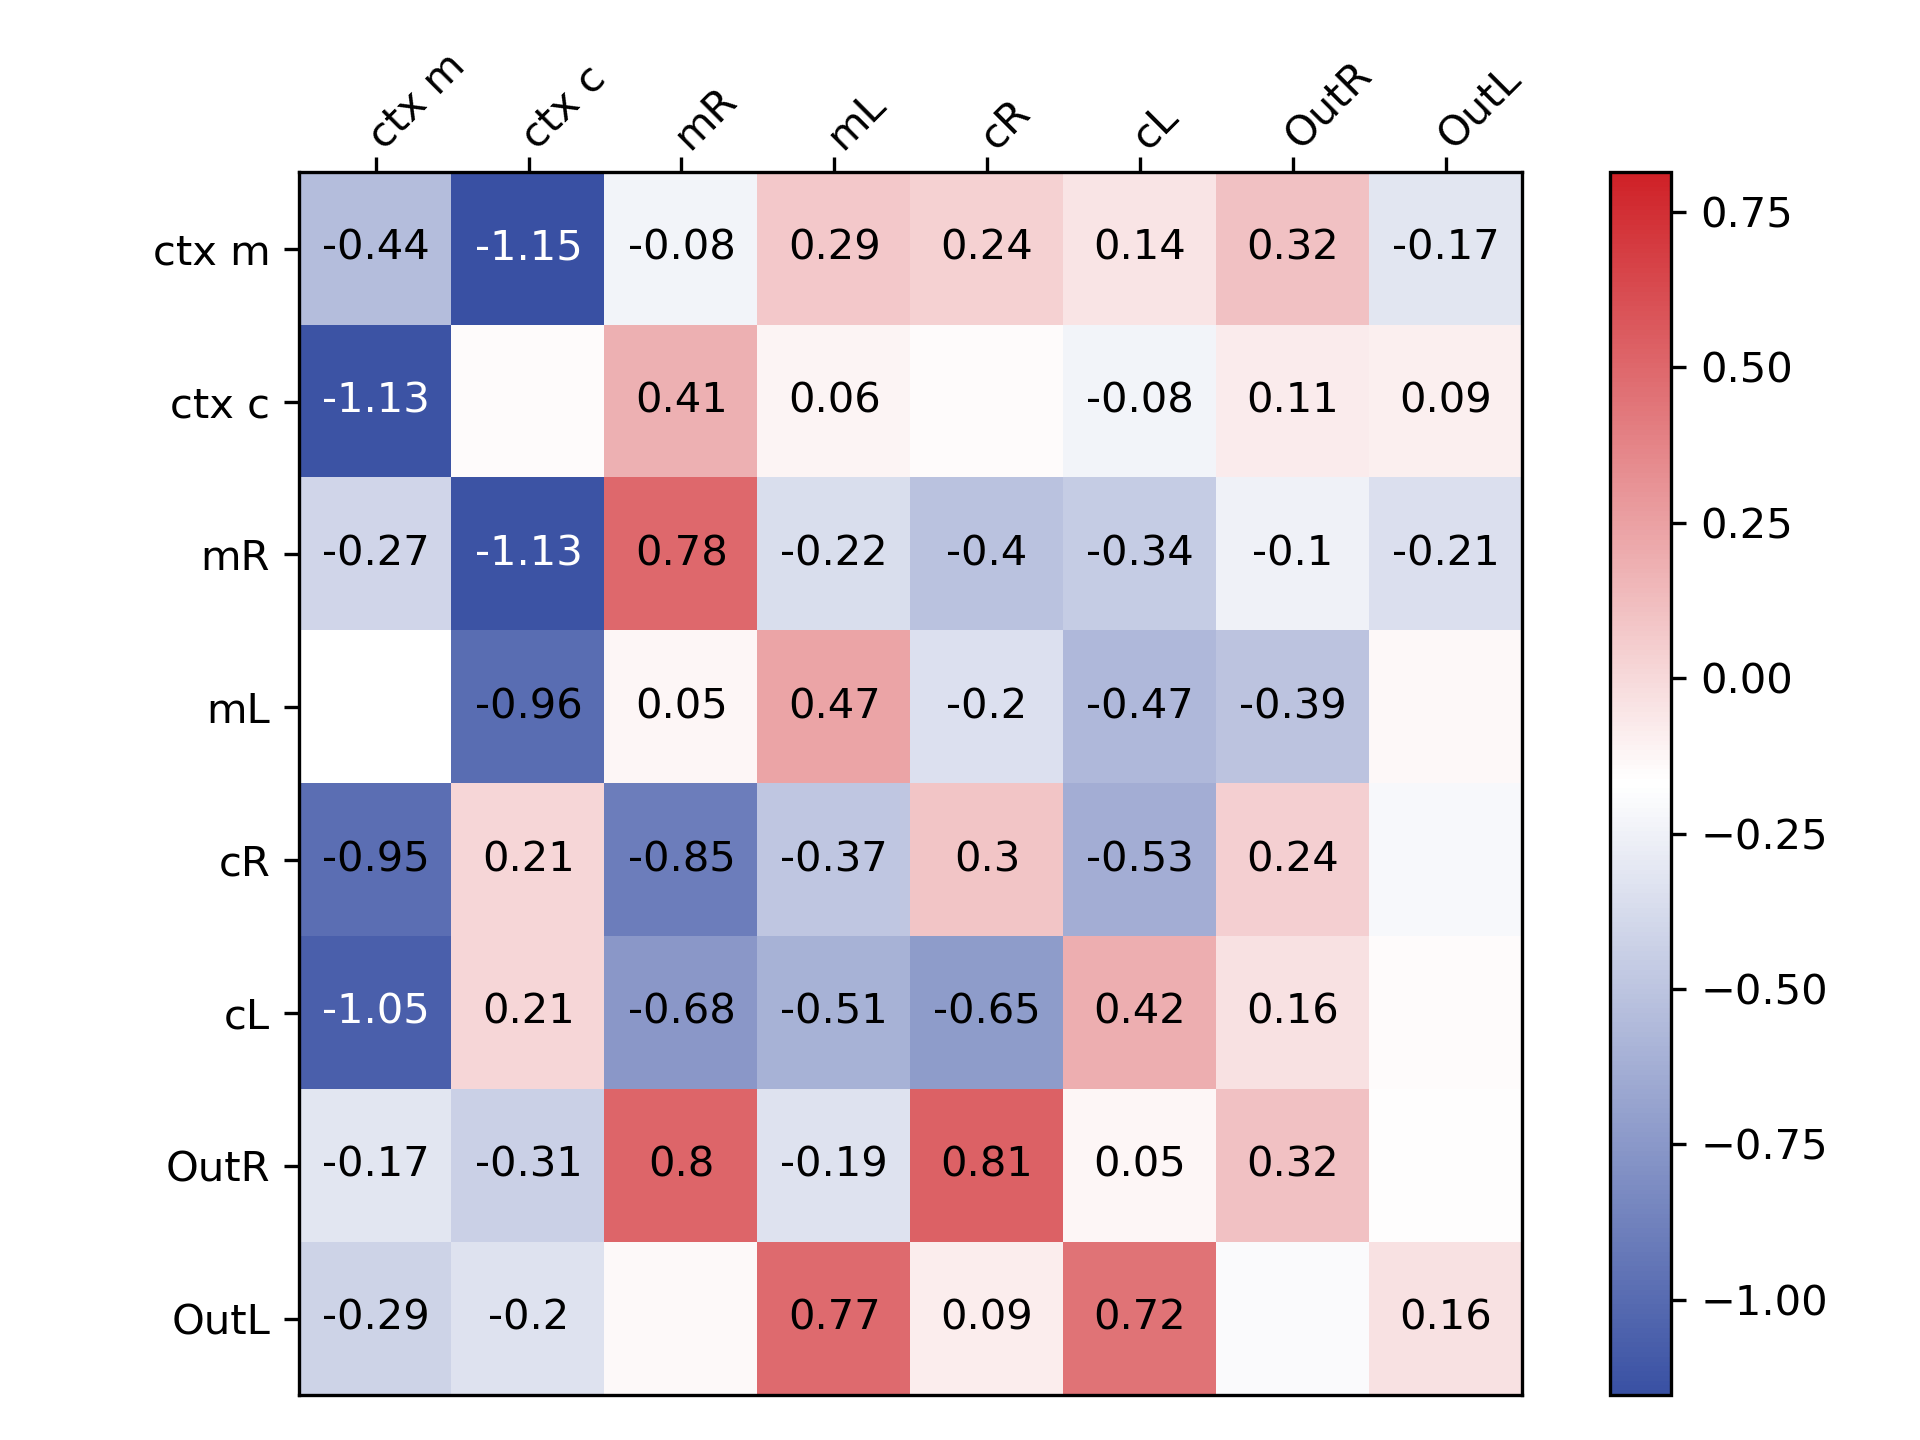 ctx m ctx c mR mL cR cL OutR OutL
ctx m -0.44 -1.15 -0.08 0.29 0.24 0.14 0.32 -0.17
ctx c -1.13 0.41 0.06 -0.08 0.11 0.09
mR -0.27 -1.13 0.78 -0.22 -0.4 -0.34 -0.1 -0.21
mL -0.96 0.05 0.47 -0.2 -0.47 -0.39
cR -0.95 0.21 -0.85 -0.37 0.3 -0.53 0.24
cL -1.05 0.21 -0.68 -0.51 -0.65 0.42 0.16
OutR -0.17 -0.31 0.8 -0.19 0.81 0.05 0.32
OutL -0.29 -0.2 0.77 0.09 0.72 0.16
0.75
0.50
0.25
0.00
−0.25
−0.50
−0.75
−1.00